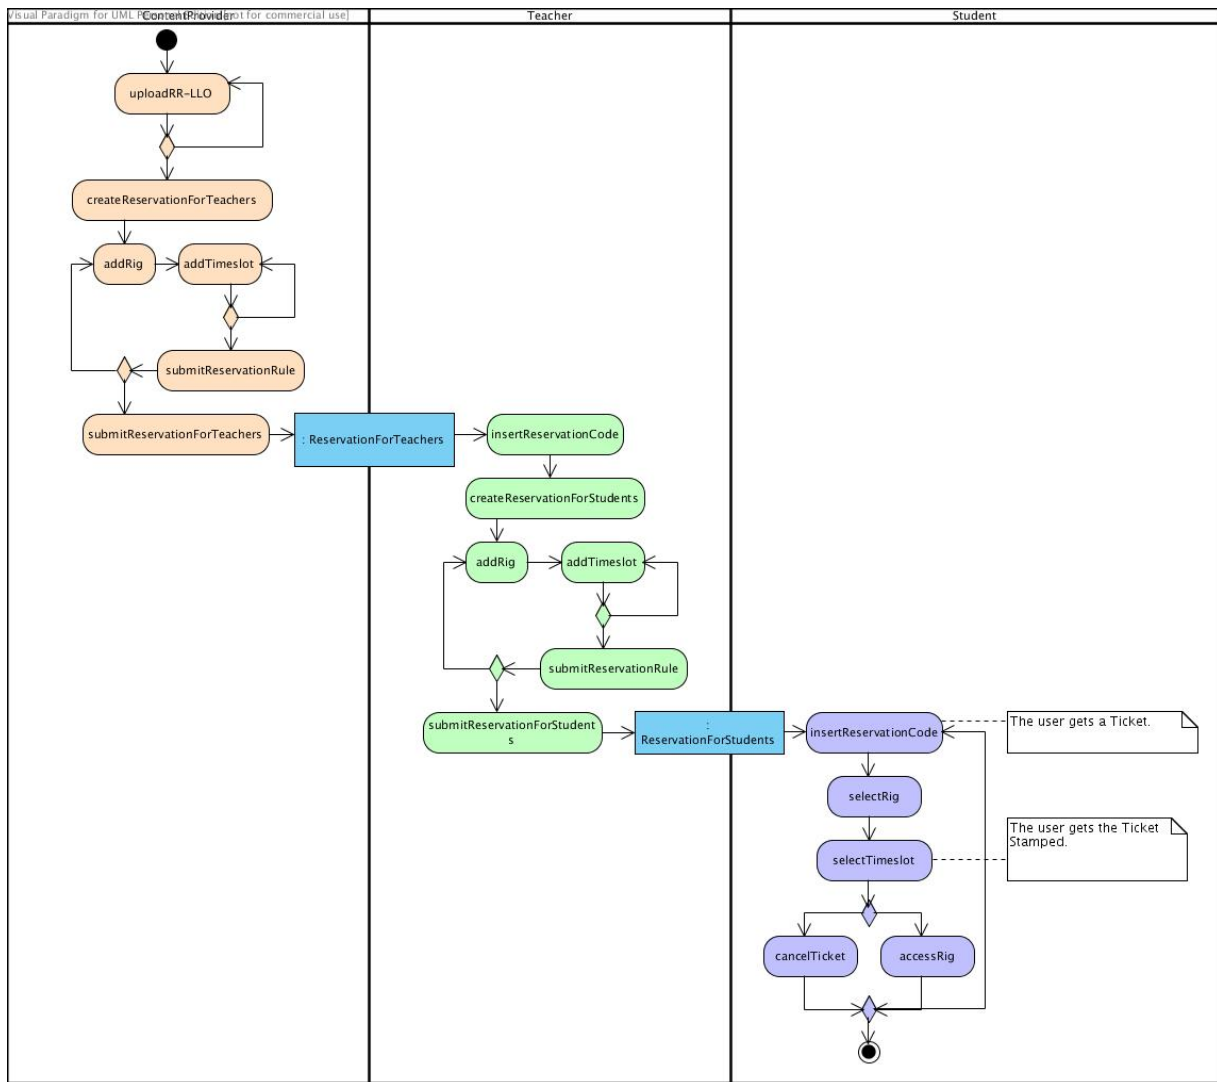 Visual Paradigm for UML
not for commercial use]
ContentProvider
Teacher
Student
uploadRR-LLO
createReservationForTeachers
addRig
addTimeslot
submitReservationRule
submitReservationForTeachers
: ReservationForTeachers
insertReservationCode
createReservationForStudents
addRig
addTimeslot
submitReservationRule
submitReservationForStudent
s
:
ReservationForStudents
insertReservationCode
The user gets a Ticket.
selectRig
selectTimeslot
The user gets the Ticket
Stamped.
cancelTicket
accessRig